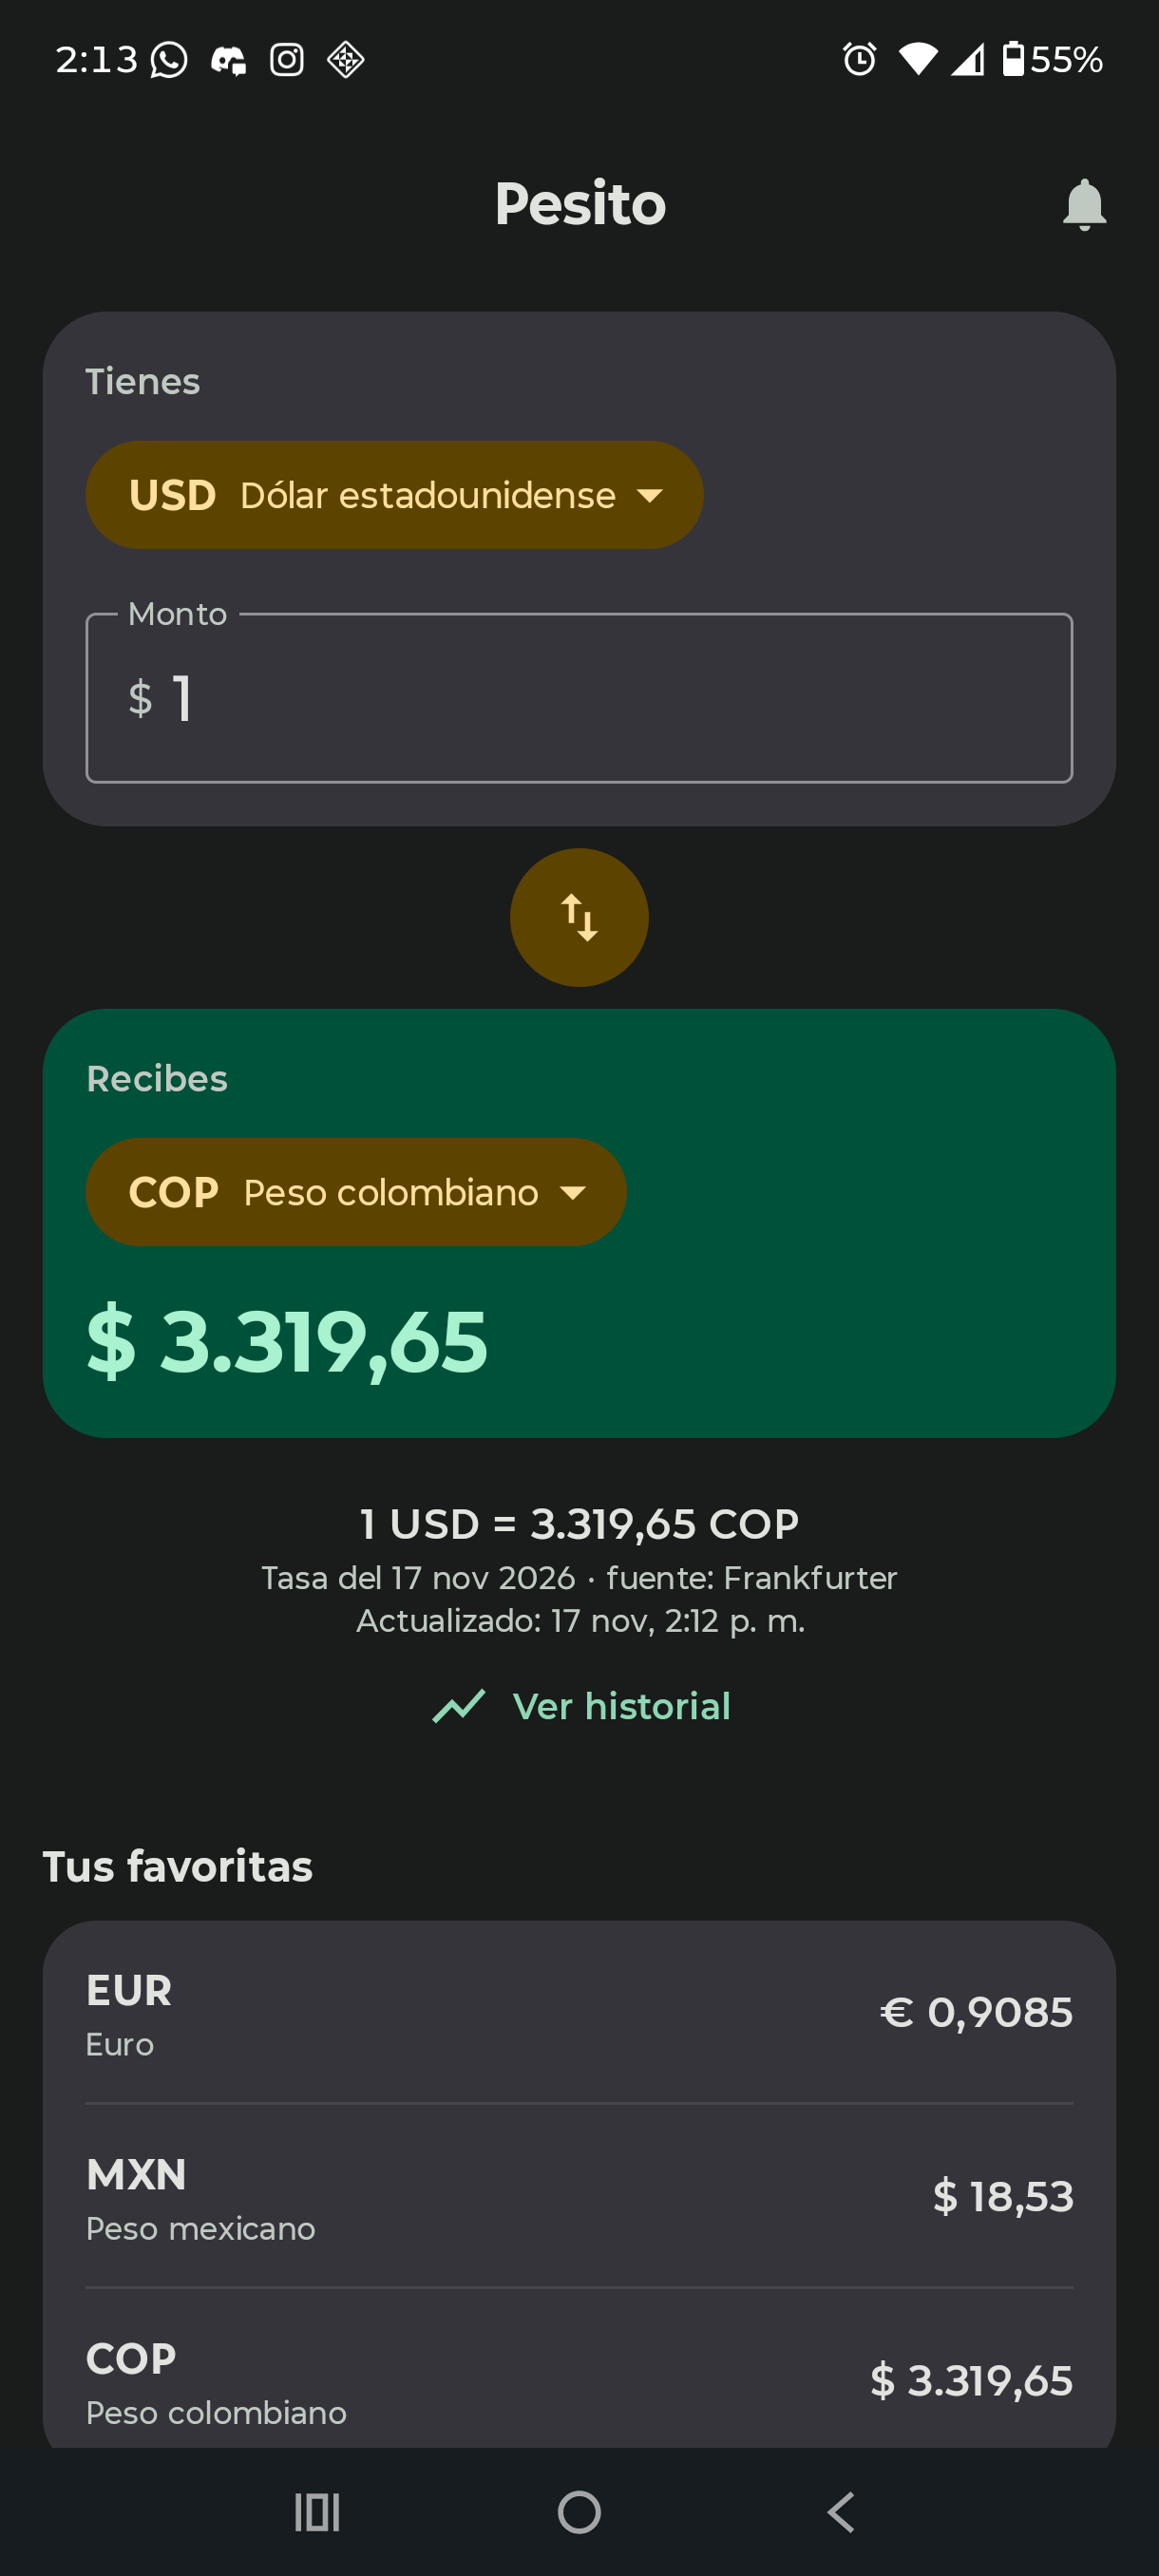 2:13
55%
Pesito
Tienes
USD Dólar estadounidense
Monto
$ 1
Recibes
COP Peso colombiano
$ 3.319,65
1 USD = 3.319,65 COP
Tasa del 17 nov 2026 · fuente: Frankfurter
Actualizado: 17 nov, 2:12 p. m.
Ver historial
Tus favoritas
EUR
Euro
€ 0,9085
MXN
Peso mexicano
$ 18,53
COP
Peso colombiano
$ 3.319,65